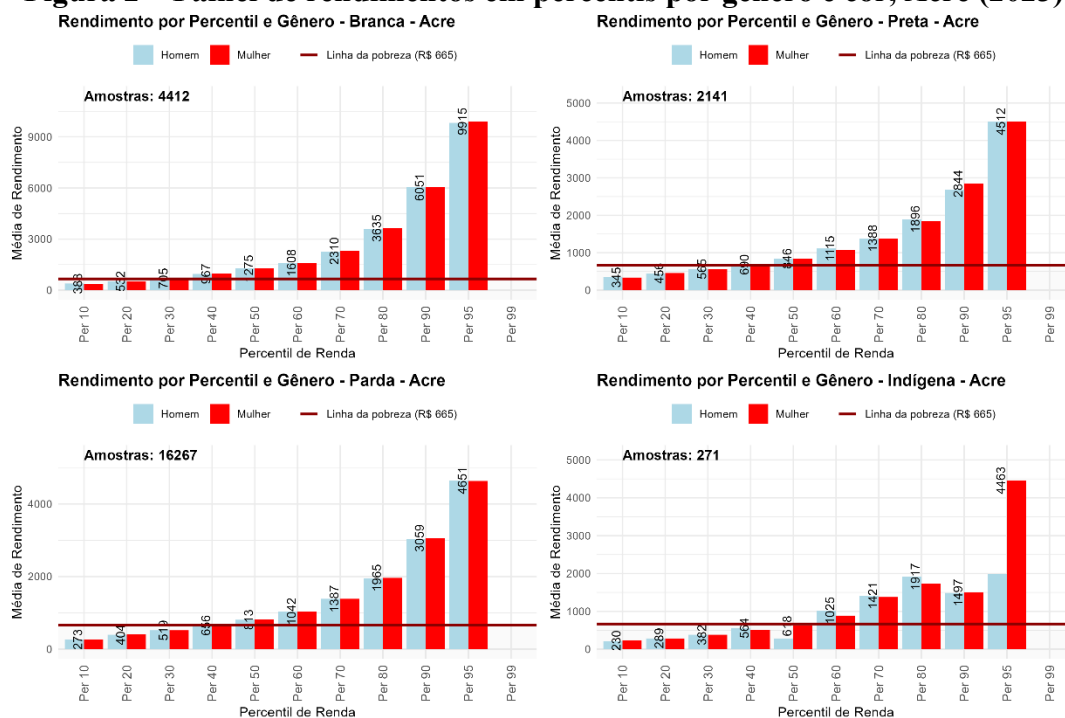 Figura 2 – Painel de rendimentos em percentis por gênero e cor, Acre (2023)
Rendimento por Percentil e Gênero - Branca - Acre
Homem Mulher Linha da pobreza (R$ 665)
Amostras: 4412
Média de Rendimento
9000
6000
3000
0
383 532 705 967 275 1608 2310 3635 6051 9915
Per 10 Per 20 Per 30 Per 40 Per 50 Per 60 Per 70 Per 80 Per 90 Per 95 Per 99
Percentil de Renda
Rendimento por Percentil e Gênero - Preta - Acre
Homem Mulher Linha da pobreza (R$ 665)
Amostras: 2141
Média de Rendimento
5000
4000
3000
2000
1000
0
345 456 565 690 846 1115 1388 1896 2844 4512
Per 10 Per 20 Per 30 Per 40 Per 50 Per 60 Per 70 Per 80 Per 90 Per 95 Per 99
Percentil de Renda
Rendimento por Percentil e Gênero - Parda - Acre
Homem Mulher Linha da pobreza (R$ 665)
Amostras: 16267
Média de Rendimento
4000
2000
0
273 404 519 656 813 1042 1387 1965 3059 4651
Per 10 Per 20 Per 30 Per 40 Per 50 Per 60 Per 70 Per 80 Per 90 Per 95 Per 99
Percentil de Renda
Rendimento por Percentil e Gênero - Indígena - Acre
Homem Mulher Linha da pobreza (R$ 665)
Amostras: 271
Média de Rendimento
5000
4000
3000
2000
1000
0
230 289 382 564 618 1025 1421 1917 1497 4463
Per 10 Per 20 Per 30 Per 40 Per 50 Per 60 Per 70 Per 80 Per 90 Per 95 Per 99
Percentil de Renda